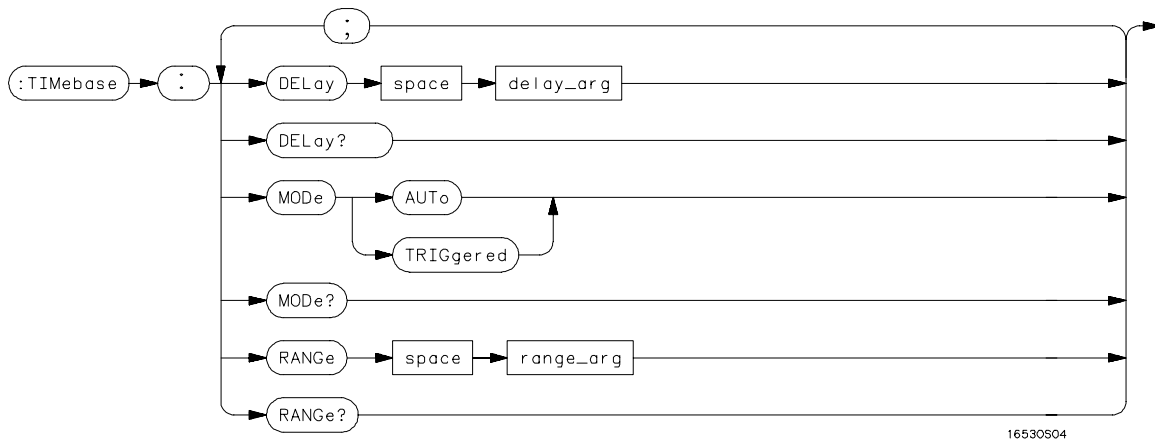 ;
:TIMebase : DELay space delay_arg
DELay?
MODe AUTo
TRIGgered
MODe?
RANGe space range_arg
RANGe?
16530S04